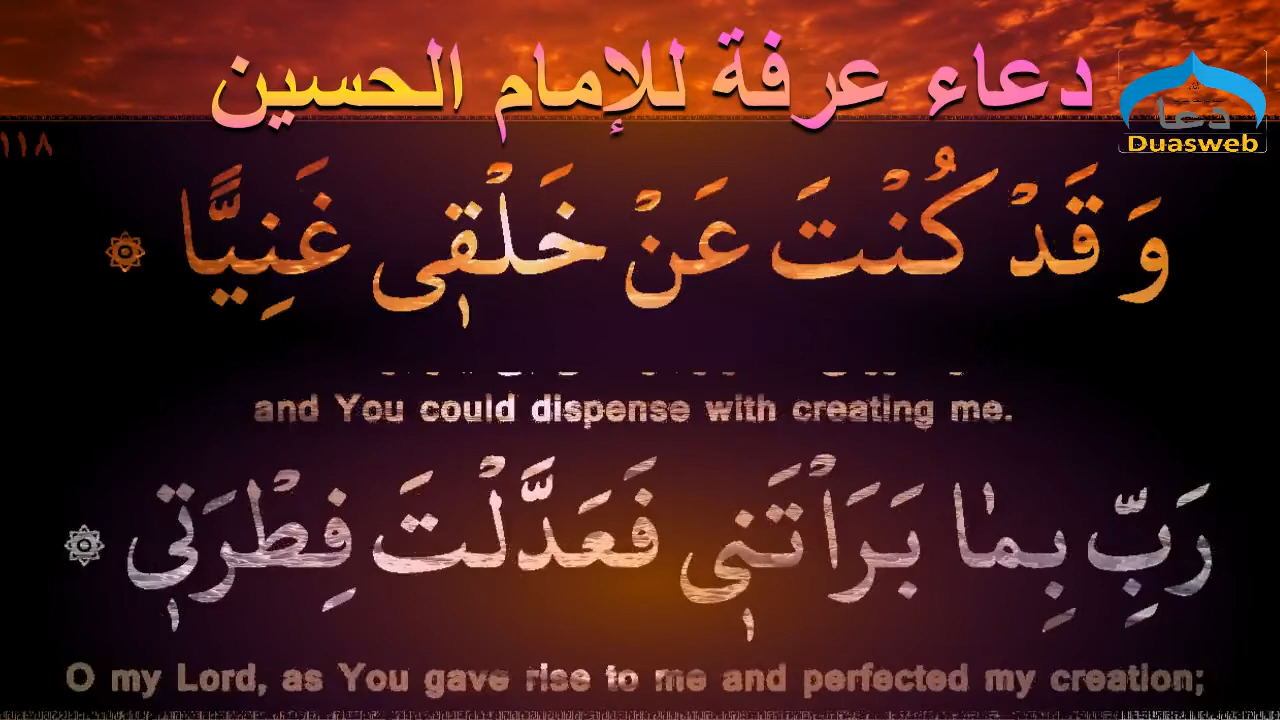 دعاء عرفة للإمام الحسين
دعا
Duasweb
١١٨
وَ قَدْ كُنْتَ عَنْ خَلْقٖى غَنِيًّا
and You could dispense with creating me.
رَبِّ بِمٰا بَرَاْتَنٖى فَعَدَّلْتَ فِطْرَتٖى
O my Lord, as You gave rise to me and perfected my creation;